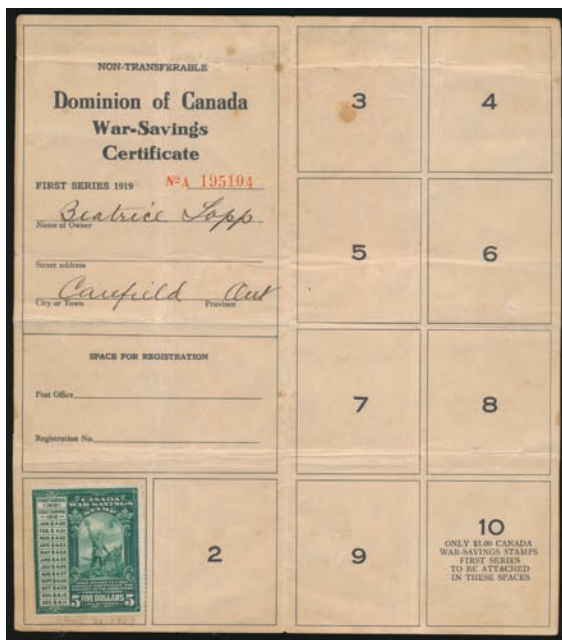 NON-TRANSFERABLE
Dominion of Canada
War-Savings
Certificate
FIRST SERIES 1919 No A 195104
Beatrice Lopp
Name of Owner
Street address
Canfield Ont
City or Town Province
SPACE FOR REGISTRATION
Post Office
Registration No.
CANADA
WAR SAVINGS
STAMP
5 FIVE DOLLARS 5
2
3
4
5
6
7
8
9
10
ONLY $5.00 CANADA
WAR-SAVINGS STAMPS
FIRST SERIES
TO BE ATTACHED
IN THESE SPACES